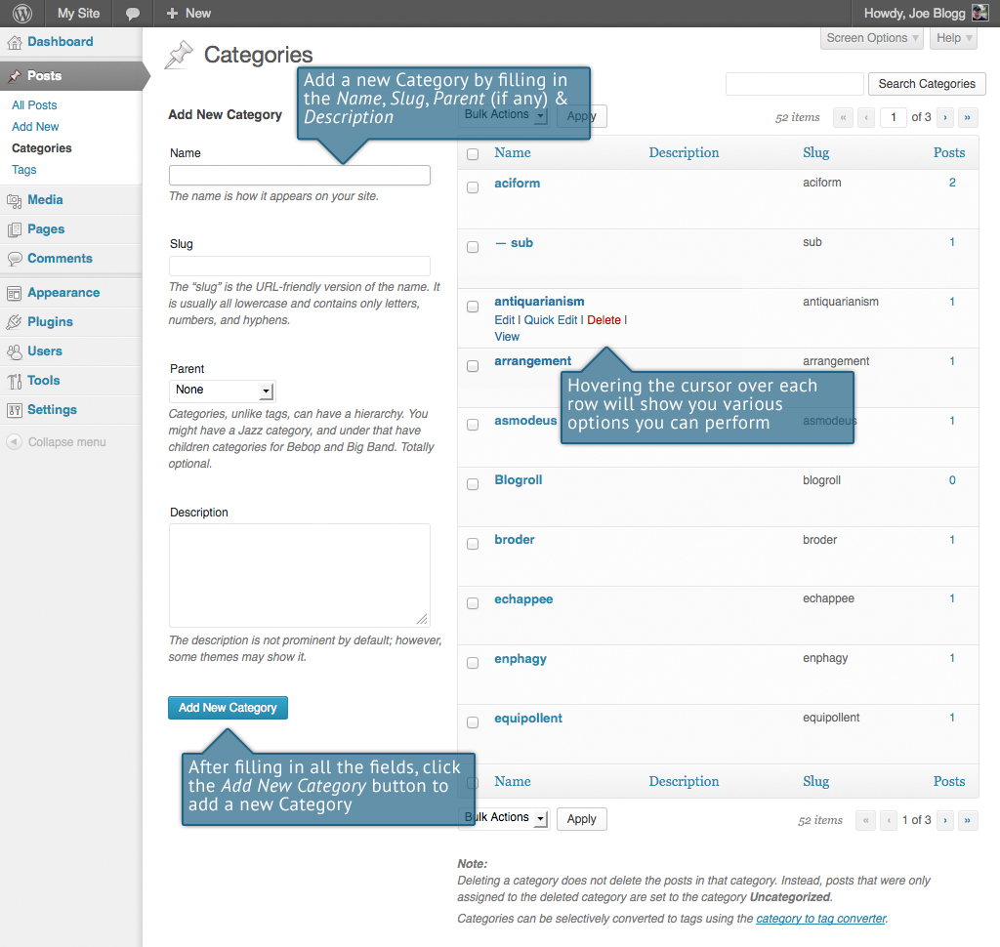 My Site
New
Howdy, Joe Blogg
Dashboard
Posts
All Posts
Add New
Categories
Tags
Media
Pages
Comments
Appearance
Plugins
Users
Tools
Settings
Collapse menu
Screen Options
Help
Categories
Add a new Category by filling in
the Name, Slug, Parent (if any) &
Description
Search Categories
Add New Category
Name
The name is how it appears on your site.
Slug
The “slug” is the URL-friendly version of the name. It
is usually all lowercase and contains only letters,
numbers, and hyphens.
Parent
None
Categories, unlike tags, can have a hierarchy. You
might have a Jazz category, and under that have
children categories for Bebop and Big Band. Totally
optional.
Description
The description is not prominent by default; however,
some themes may show it.
Add New Category
After filling in all the fields, click
the Add New Category button to
add a new Category
Bulk Actions Apply 52 items « ‹ 1 of 3 › »
Name Description Slug Posts
aciform aciform 2
— sub sub 1
antiquarianism antiquarianism 1
Edit | Quick Edit | Delete |
View
arrangement arrangement 1
Hovering the cursor over each
row will show you various
options you can perform
asmodeus asmodeus 1
Blogroll blogroll 0
broder broder 1
echappee echappee 1
enphagy enphagy 1
equipollent equipollent 1
Name Description Slug Posts
Bulk Actions Apply 52 items « ‹ 1 of 3 › »
Note:
Deleting a category does not delete the posts in that category. Instead, posts that were only
assigned to the deleted category are set to the category Uncategorized.
Categories can be selectively converted to tags using the category to tag converter.